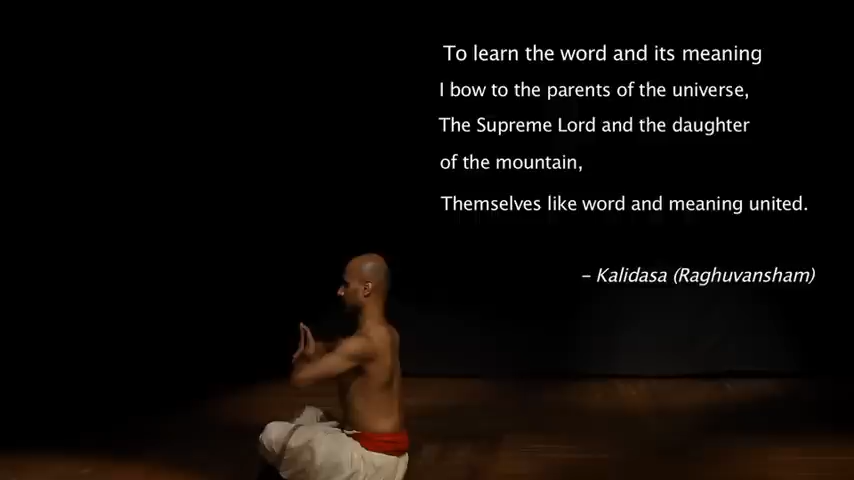 To learn the word and its meaning
I bow to the parents of the universe,
The Supreme Lord and the daughter
of the mountain,
Themselves like word and meaning united.
– Kalidasa (Raghuvansham)